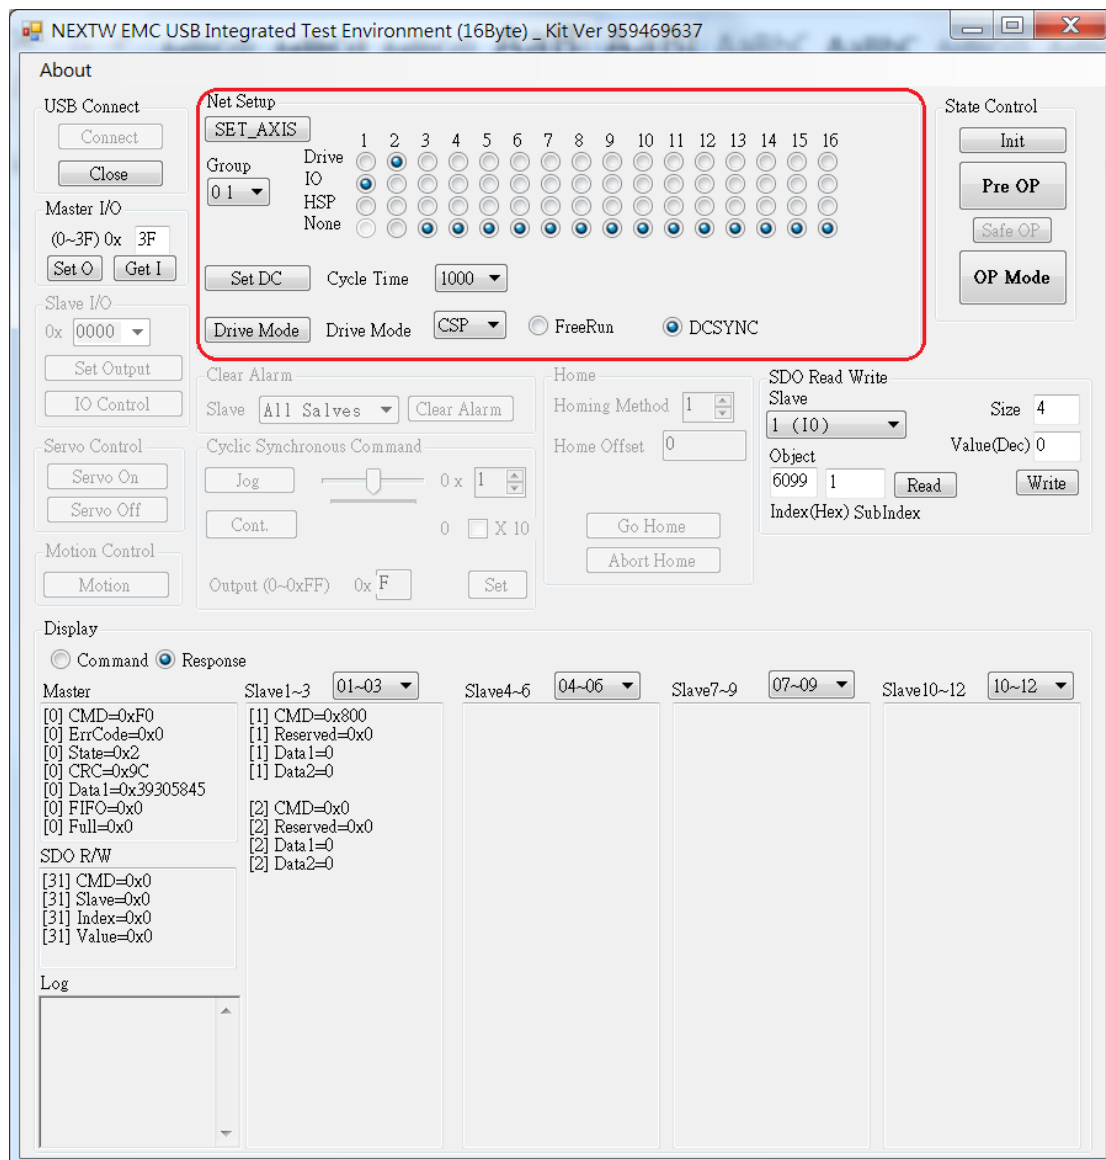 NEXTW EMC USB Integrated Test Environment (16Byte) _ Kit Ver 959469637
About
USB Connect
Connect
Close
Master I/O
(0~3F) 0x 3F
Set O Get I
Slave I/O
0x 0000
Set Output
IO Control
Servo Control
Servo On
Servo Off
Motion Control
Motion
Net Setup
SET_AXIS
1 2 3 4 5 6 7 8 9 10 11 12 13 14 15 16
Group
0 1
Drive
IO
HSP
None
Set DC Cycle Time 1000
Drive Mode Drive Mode CSP FreeRun DCSYNC
State Control
Init
Pre OP
Safe OP
OP Mode
Clear Alarm
Slave All Salves Clear Alarm
Cyclic Synchronous Command
Jog 0 x 1
Cont. 0 X 10
Output (0~0xFF) 0x F Set
Home
Homing Method 1
Home Offset 0
Go Home
Abort Home
SDO Read Write
Slave
1 (IO)
Size 4
Value(Dec) 0
Object
6099 1 Read Write
Index(Hex) SubIndex
Display
Command Response
Master
[0] CMD=0xF0
[0] ErrCode=0x0
[0] State=0x2
[0] CRC=0x9C
[0] Data1=0x39305845
[0] FIFO=0x0
[0] Full=0x0
SDO R/W
[31] CMD=0x0
[31] Slave=0x0
[31] Index=0x0
[31] Value=0x0
Log
Slave1~3 01~03
[1] CMD=0x800
[1] Reserved=0x0
[1] Data1=0
[1] Data2=0
[2] CMD=0x0
[2] Reserved=0x0
[2] Data1=0
[2] Data2=0
Slave4~6 04~06
Slave7~9 07~09
Slave10~12 10~12